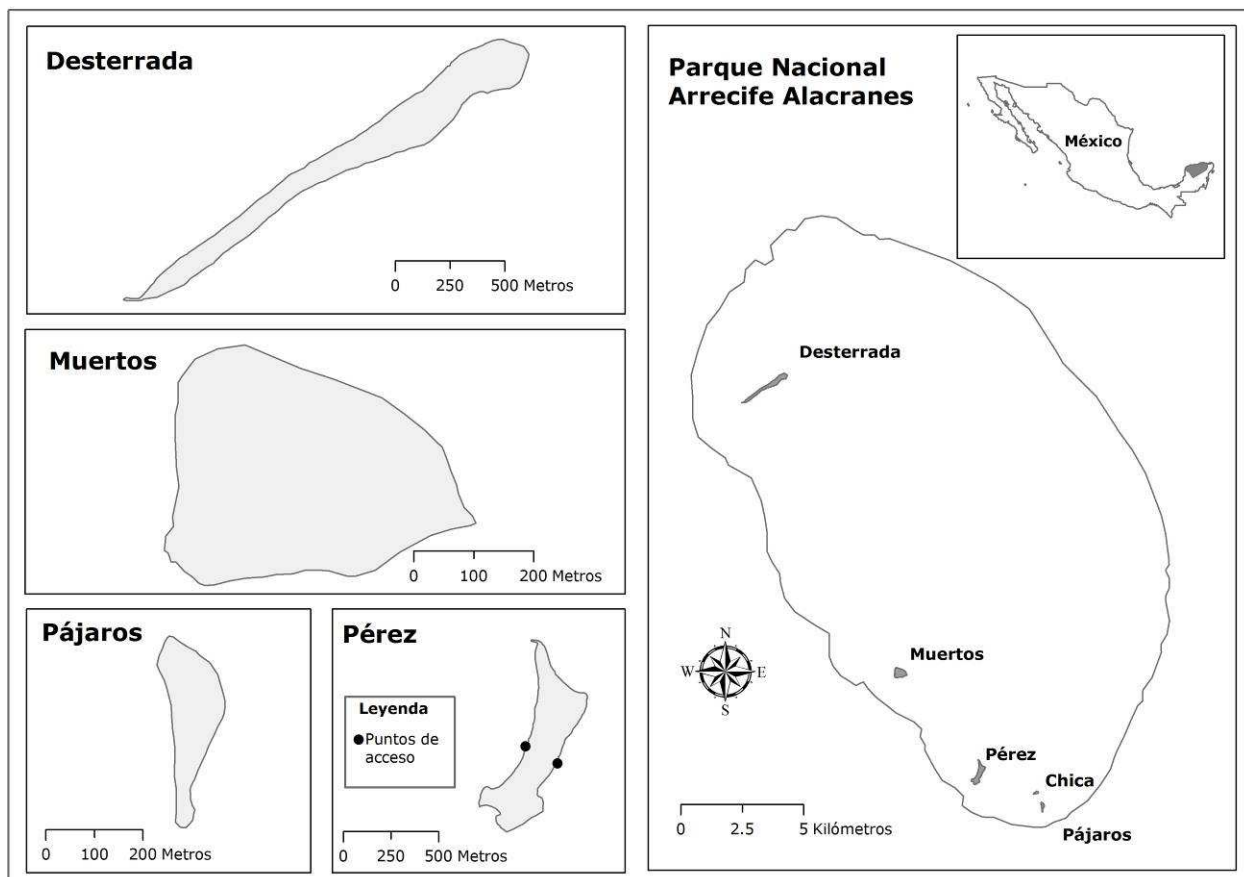 Desterrada
0 250 500 Metros
Muertos
0 100 200 Metros
Pájaros
0 100 200 Metros
Pérez
Leyenda
Puntos de
acceso
0 250 500 Metros
Parque Nacional
Arrecife Alacranes
México
Desterrada
N
W E
S
Muertos
Pérez
Chica
Pájaros
0 2.5 5 Kilómetros